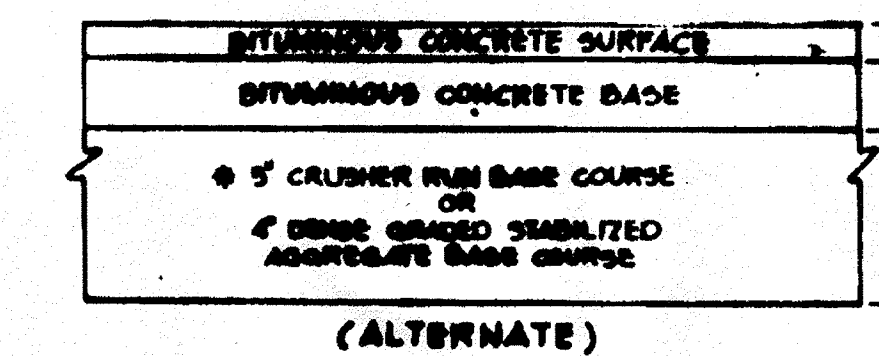 BITUMINOUS CONCRETE SURFACE
BITUMINOUS CONCRETE BASE
* 5" CRUSHER RUN BASE COURSE
OR
4" DENSE GRADED STABILIZED
AGGREGATE BASE COURSE
(ALTERNATE)